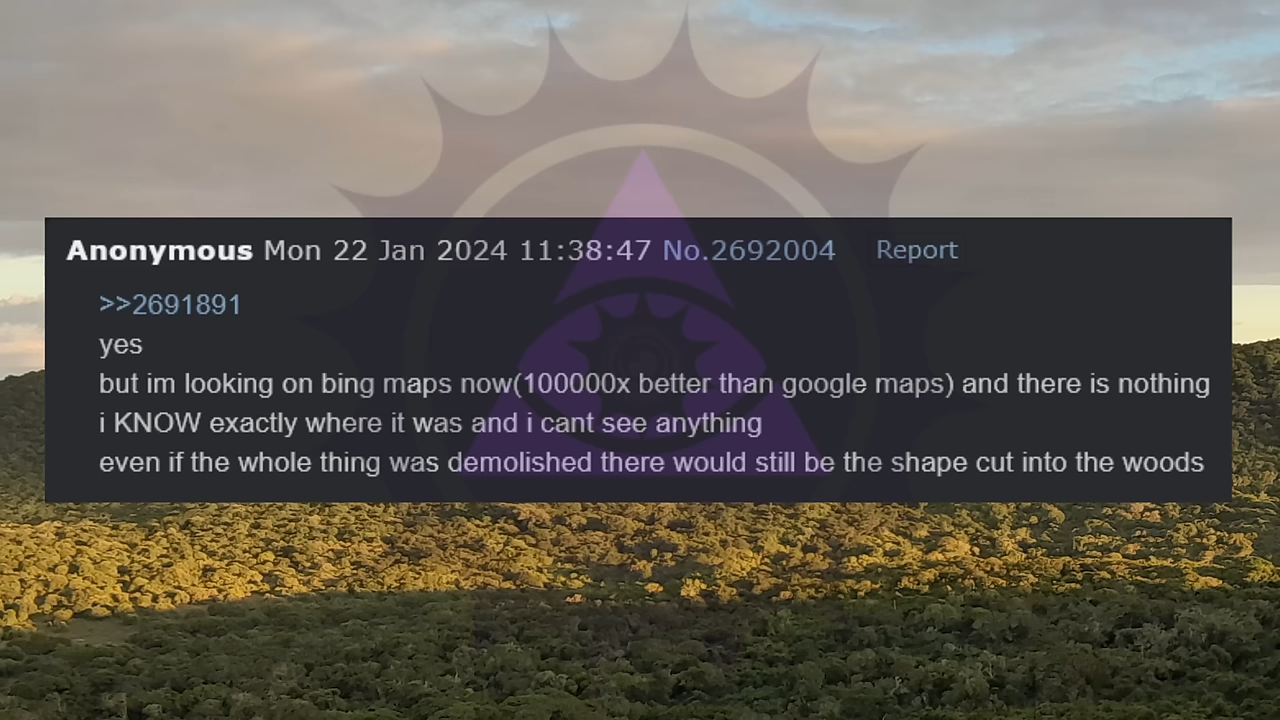 Anonymous Mon 22 Jan 2024 11:38:47 No.2692004 Report
>>2691891
yes
but im looking on bing maps now(100000x better than google maps) and there is nothing
i KNOW exactly where it was and i cant see anything
even if the whole thing was demolished there would still be the shape cut into the woods